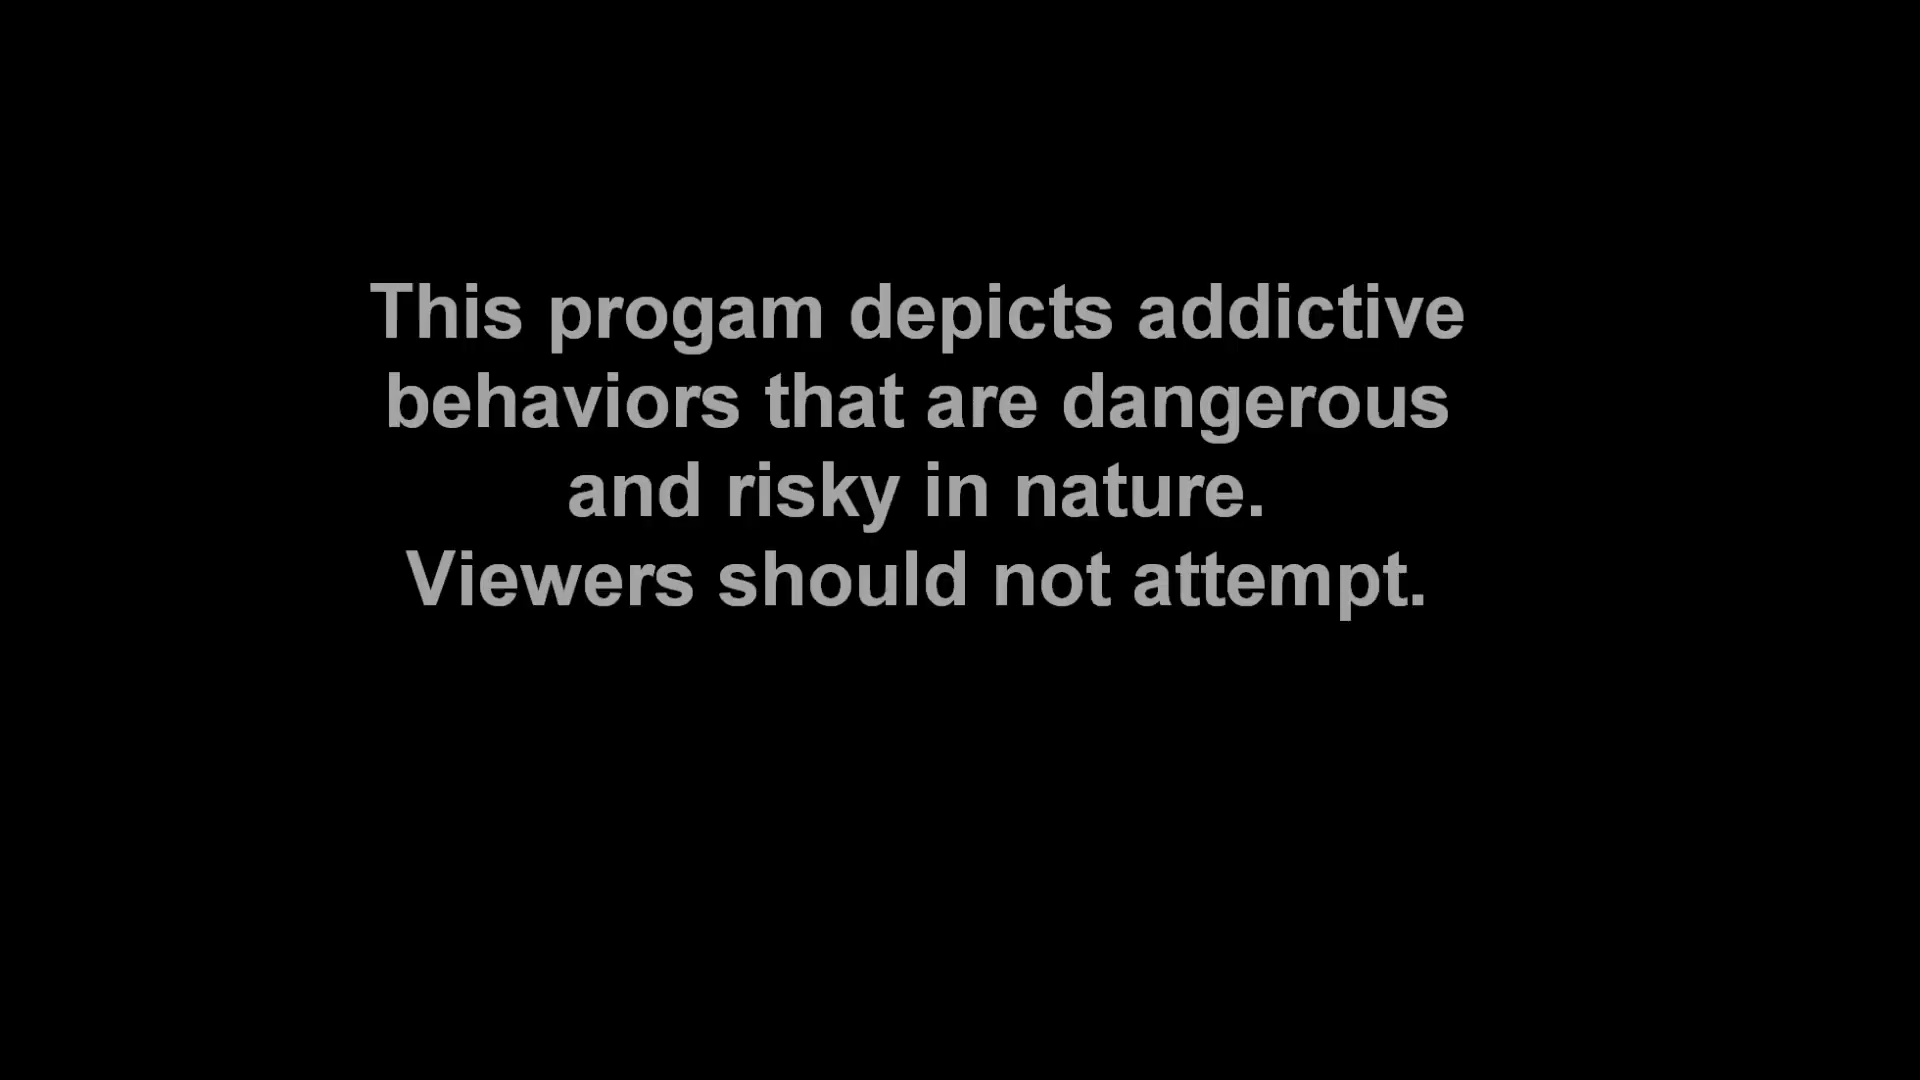 This progam depicts addictive
behaviors that are dangerous
and risky in nature.
Viewers should not attempt.